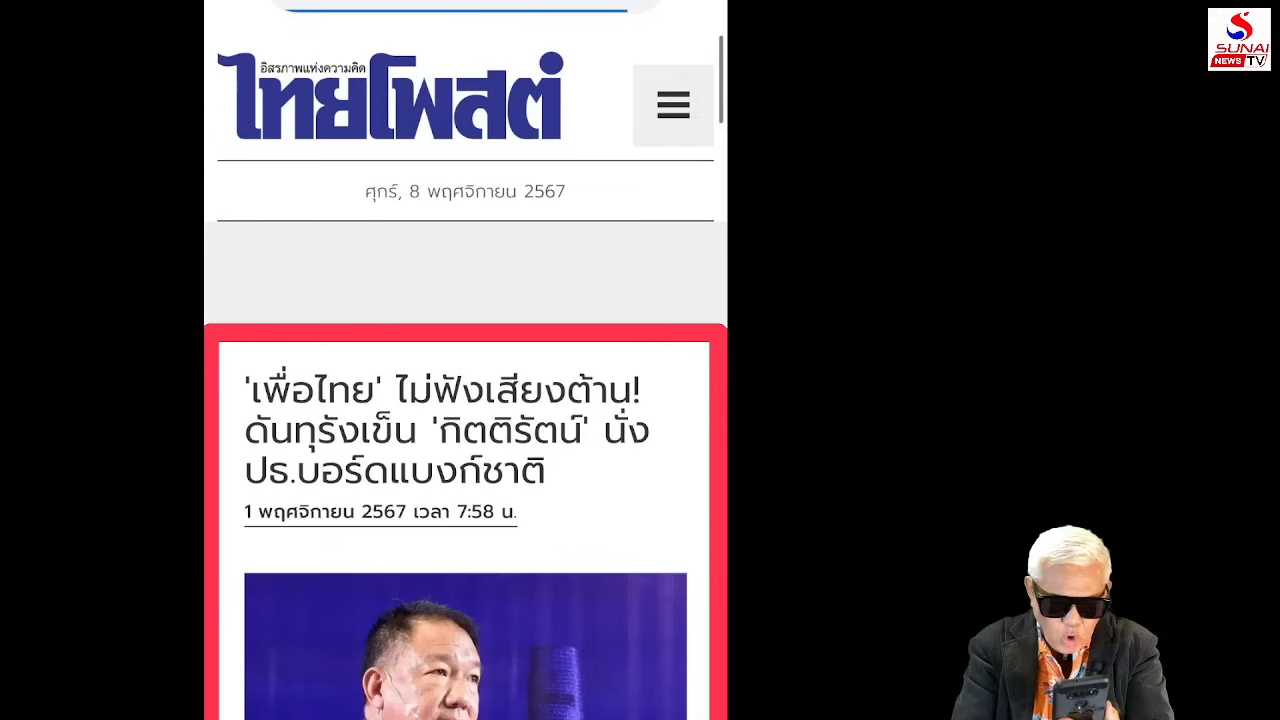 SUNAI
NEWS TV
อิสรภาพแห่งความคิด
ไทยโพสต์
ศุกร์, 8 พฤศจิกายน 2567
'เพื่อไทย' ไม่ฟังเสียงต้าน!
ดันทุรังเข็น 'กิตติรัตน์' นั่ง
ปธ.บอร์ดแบงก์ชาติ
1 พฤศจิกายน 2567 เวลา 7:58 น.